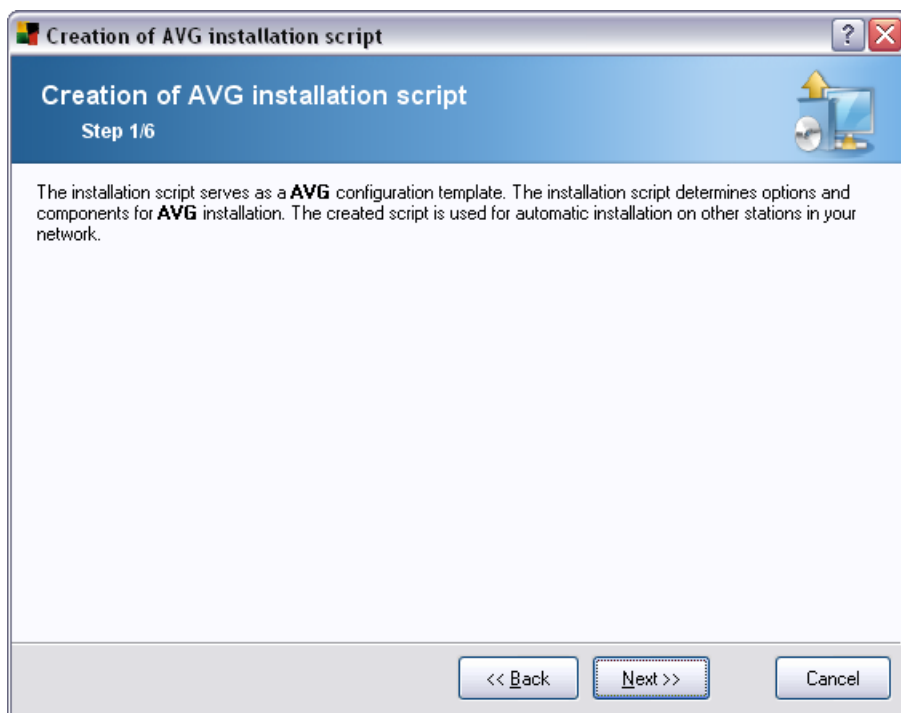 Creation of AVG installation script
?
Creation of AVG installation script
Step 1/6
The installation script serves as a AVG configuration template. The installation script determines options and
components for AVG installation. The created script is used for automatic installation on other stations in your
network.
<< Back
Next >>
Cancel